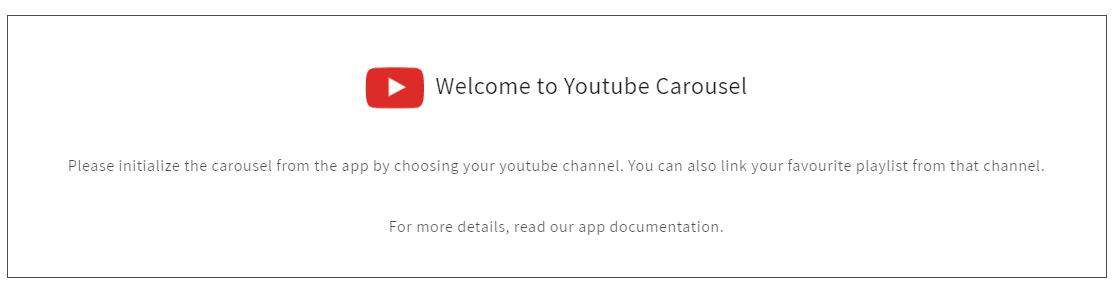 Welcome to Youtube Carousel
Please initialize the carousel from the app by choosing your youtube channel. You can also link your favourite playlist from that channel.
For more details, read our app documentation.